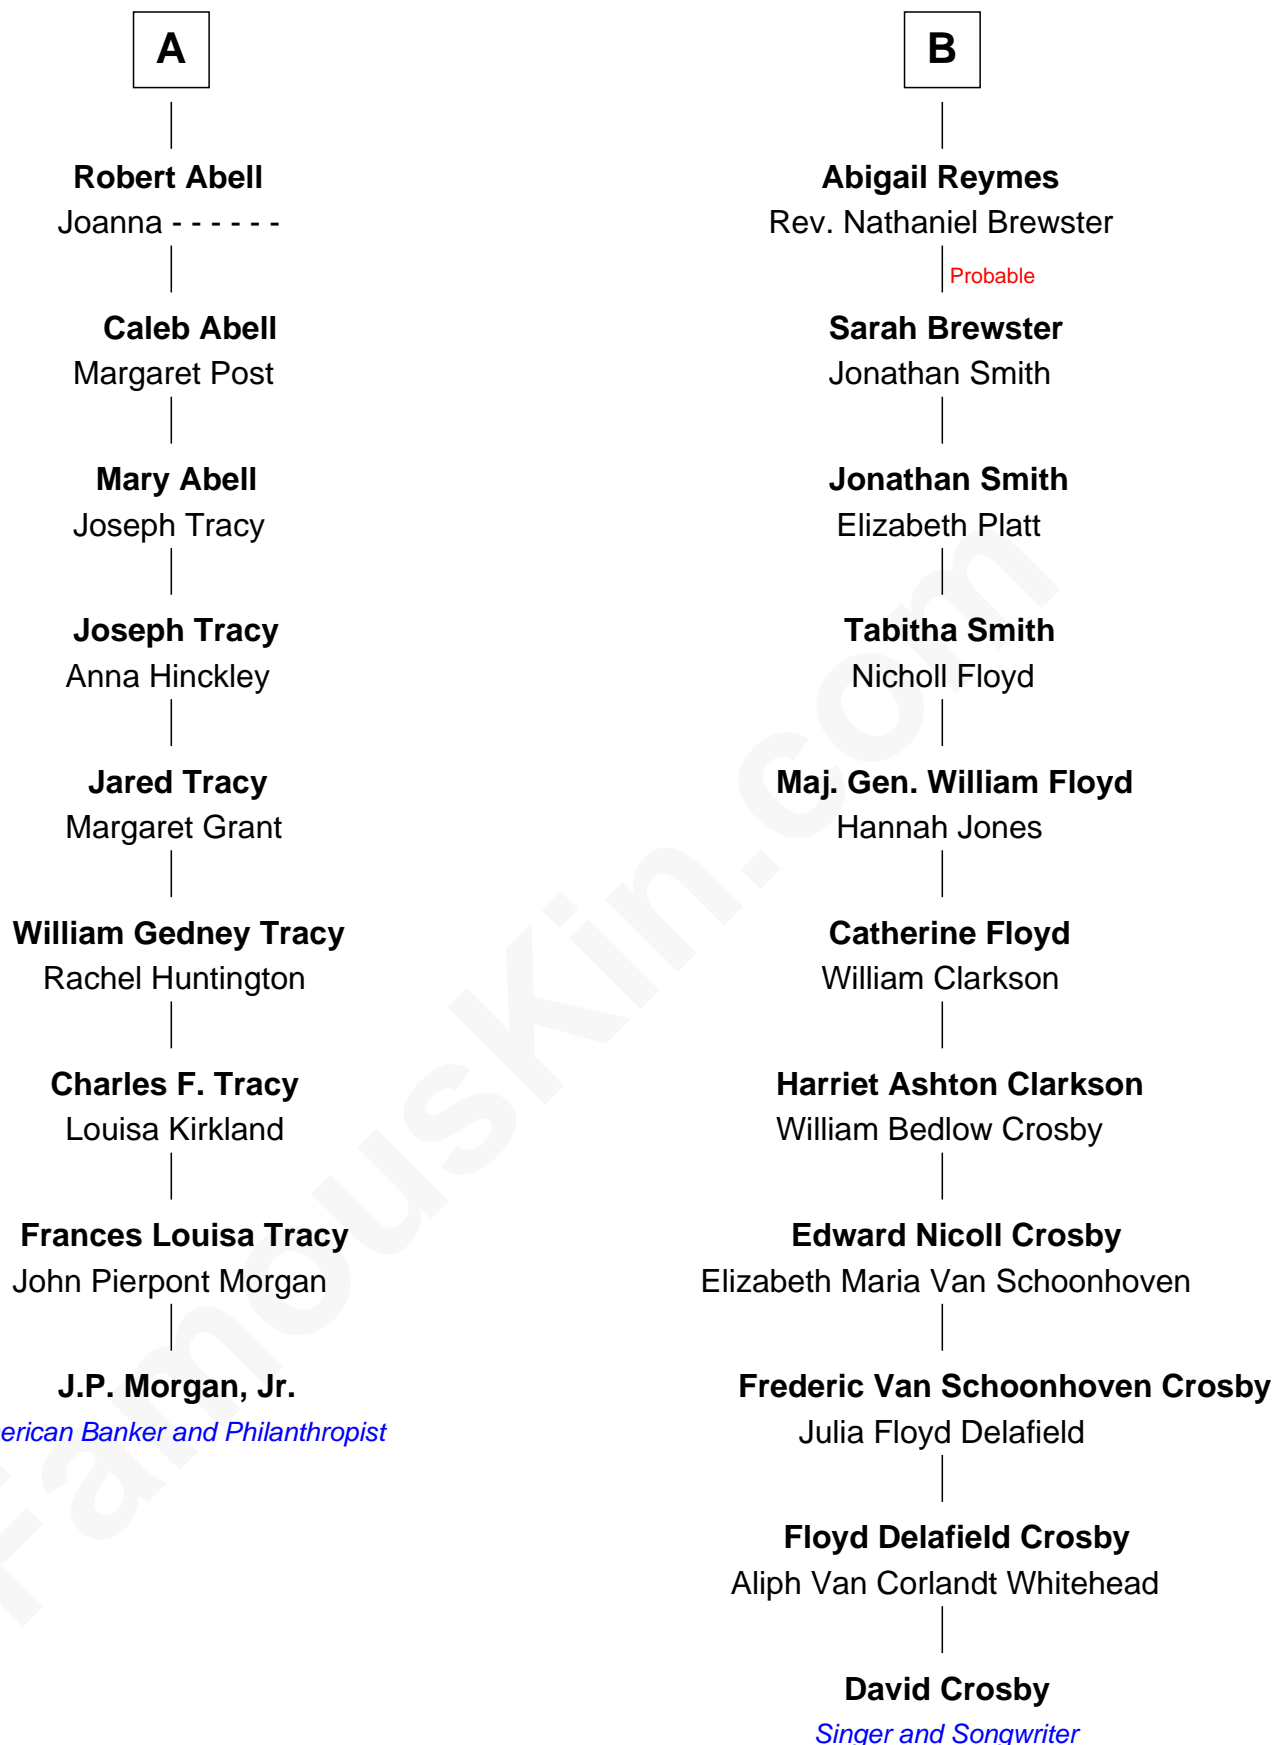 A
Robert Abell
Joanna - - - - - -
Caleb Abell
Margaret Post
Mary Abell
Joseph Tracy
Joseph Tracy
Anna Hinckley
Jared Tracy
Margaret Grant
William Gedney Tracy
Rachel Huntington
Charles F. Tracy
Louisa Kirkland
Frances Louisa Tracy
John Pierpont Morgan
J.P. Morgan, Jr.
erican Banker and Philanthropist
B
Abigail Reymes
Rev. Nathaniel Brewster
Probable
Sarah Brewster
Jonathan Smith
Jonathan Smith
Elizabeth Platt
Tabitha Smith
Nicholl Floyd
Maj. Gen. William Floyd
Hannah Jones
Catherine Floyd
William Clarkson
Harriet Ashton Clarkson
William Bedlow Crosby
Edward Nicoll Crosby
Elizabeth Maria Van Schoonhoven
Frederic Van Schoonhoven Crosby
Julia Floyd Delafield
Floyd Delafield Crosby
Aliph Van Corlandt Whitehead
David Crosby
Singer and Songwriter
FamousKin.com